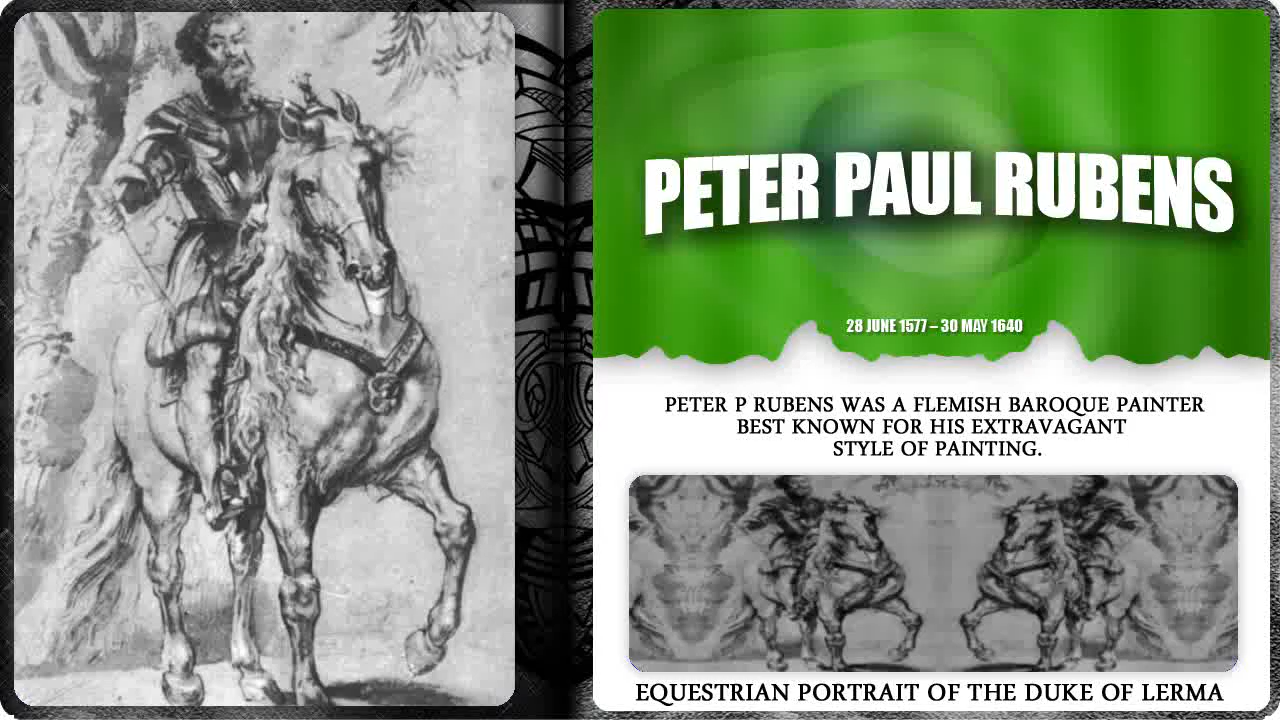 PETER PAUL RUBENS
28 JUNE 1577 – 30 MAY 1640
PETER P RUBENS WAS A FLEMISH BAROQUE PAINTER
BEST KNOWN FOR HIS EXTRAVAGANT
STYLE OF PAINTING.
EQUESTRIAN PORTRAIT OF THE DUKE OF LERMA